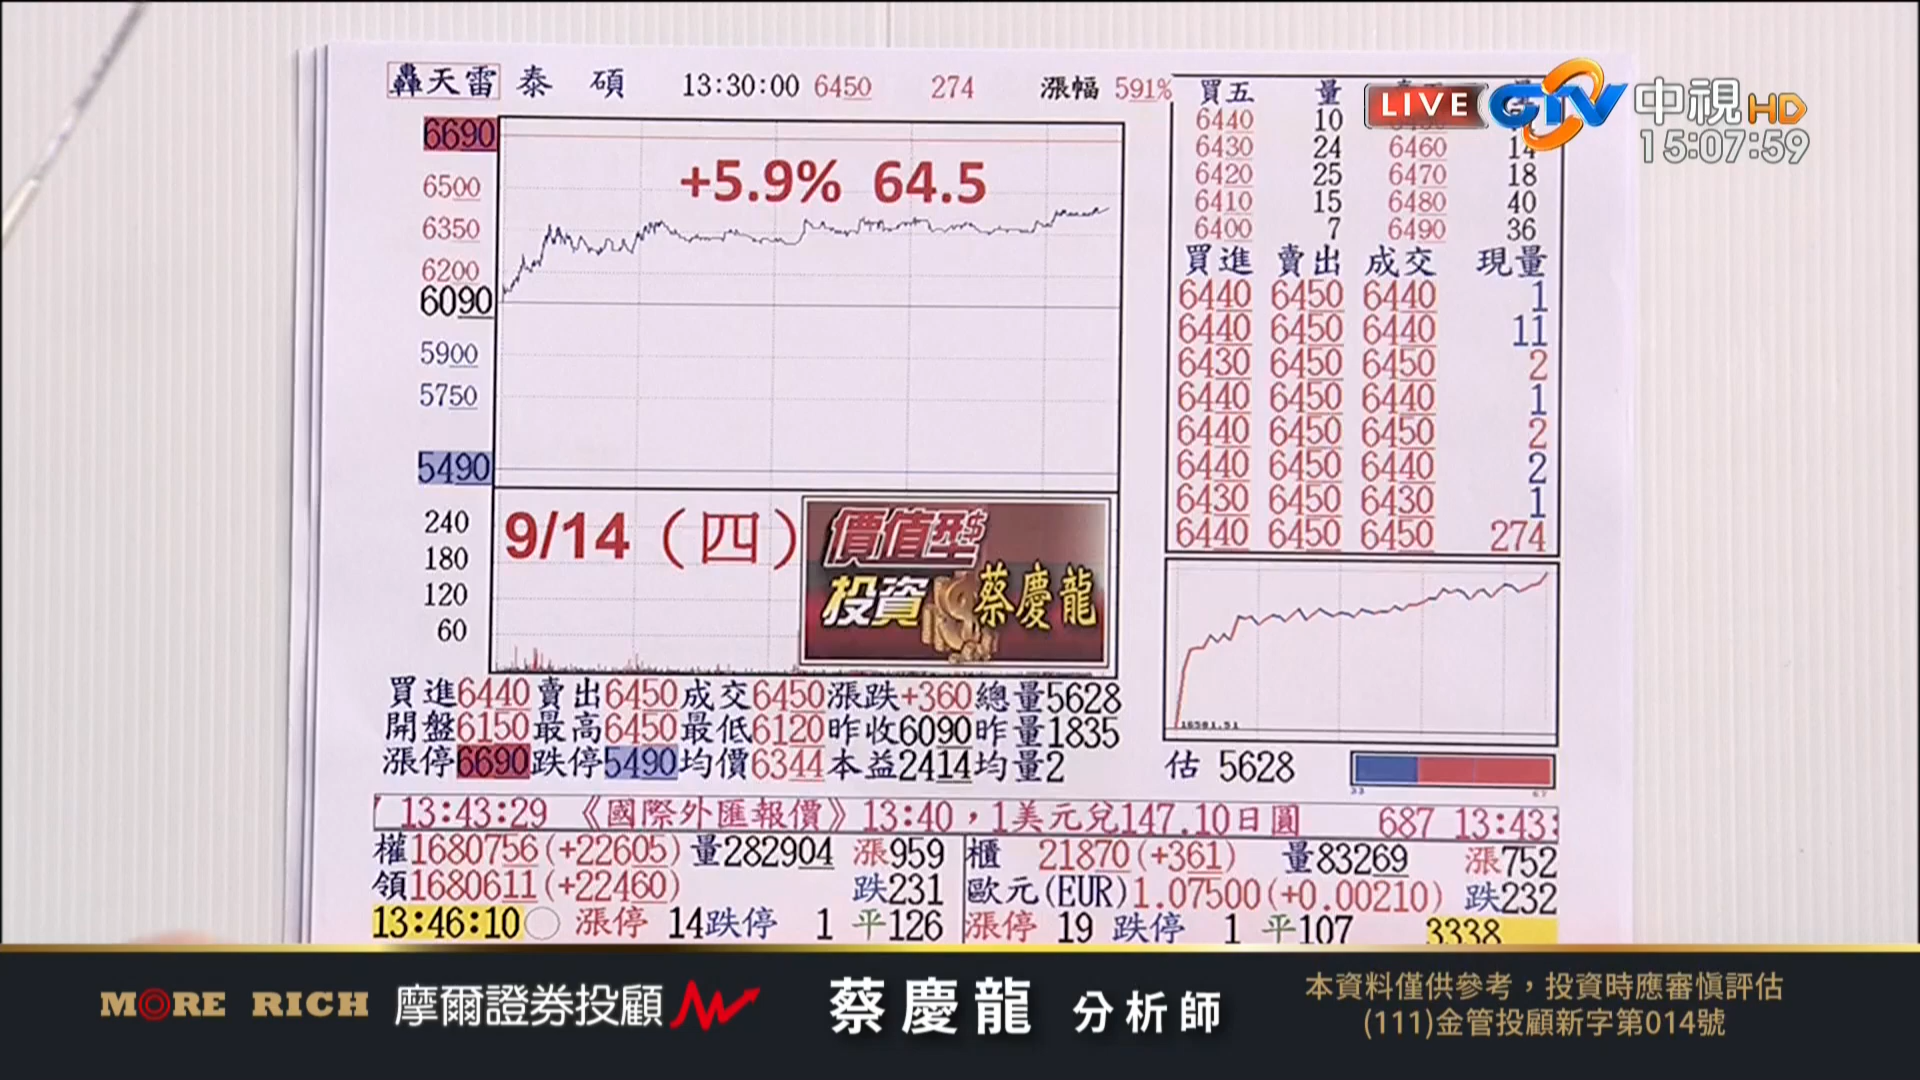 轟天雷 泰 碩 13:30:00 6450 274 漲幅 591%
6690
6500
6350
6200
6090
5900
5750
5490
+5.9% 64.5
240
180
120
60
9/14（四）
價值型$
投資 蔡慶龍
買五 量
6440 10
6430 24 6460 14
6420 25 6470 18
6410 15 6480 40
6400 7 6490 36
買進 賣出 成交 現量
6440 6450 6440 1
6440 6450 6440 11
6430 6450 6450 2
6440 6450 6440 1
6440 6450 6450 2
6440 6450 6440 2
6430 6450 6430 1
6440 6450 6450 274
16581.51
估 5628
33 67
買進6440賣出6450成交6450漲跌+360總量5628
開盤6150最高6450最低6120昨收6090昨量1835
漲停6690跌停5490均價6344本益2414均量2
13:43:29 《國際外匯報價》13:40，1美元兌147.10日圓 687 13:43:
權1680756(+22605)量282904 漲959
領1680611(+22460) 跌231
13:46:10 漲停 14跌停 1 平126
櫃 21870(+361) 量83269 漲752
歐元(EUR)1.07500(+0.00210) 跌232
漲停 19 跌停 1 平107 3338
LIVE GTV 中視HD
15:07:59
MORE RICH 摩爾證券投顧 蔡慶龍 分析師
本資料僅供參考，投資時應審慎評估
(111)金管投顧新字第014號